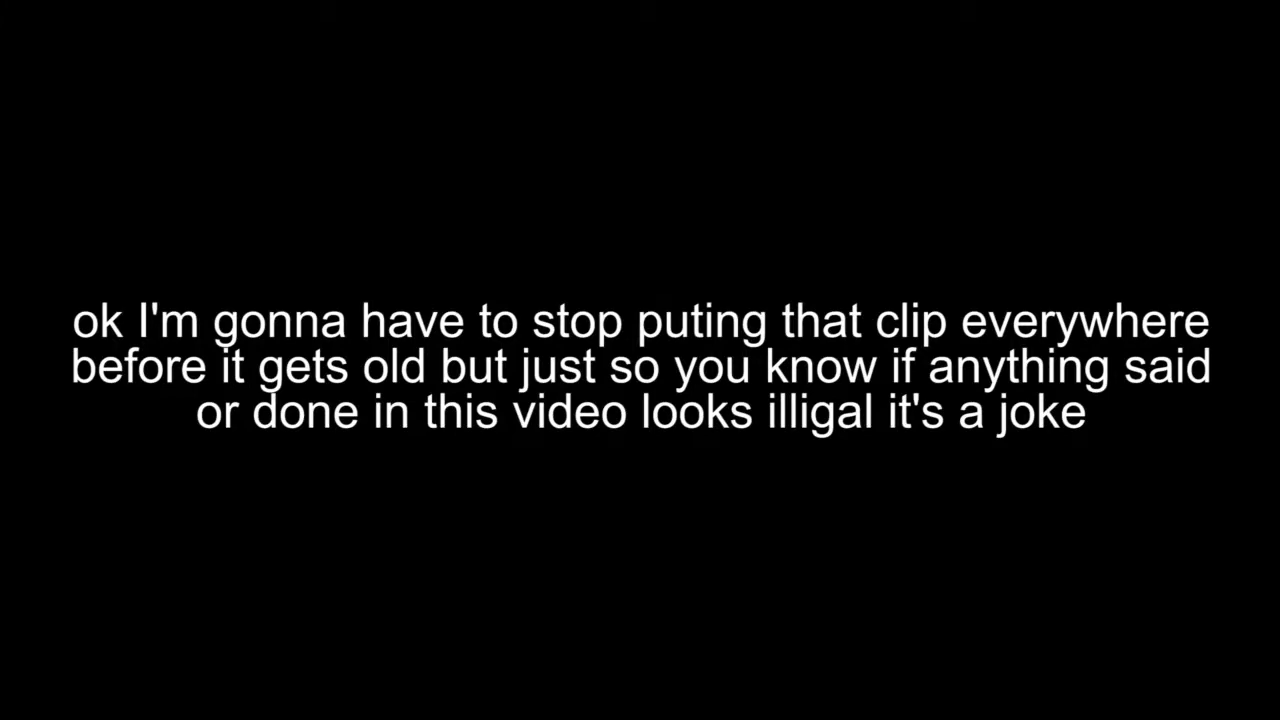 ok I'm gonna have to stop puting that clip everywhere
before it gets old but just so you know if anything said
or done in this video looks illigal it's a joke